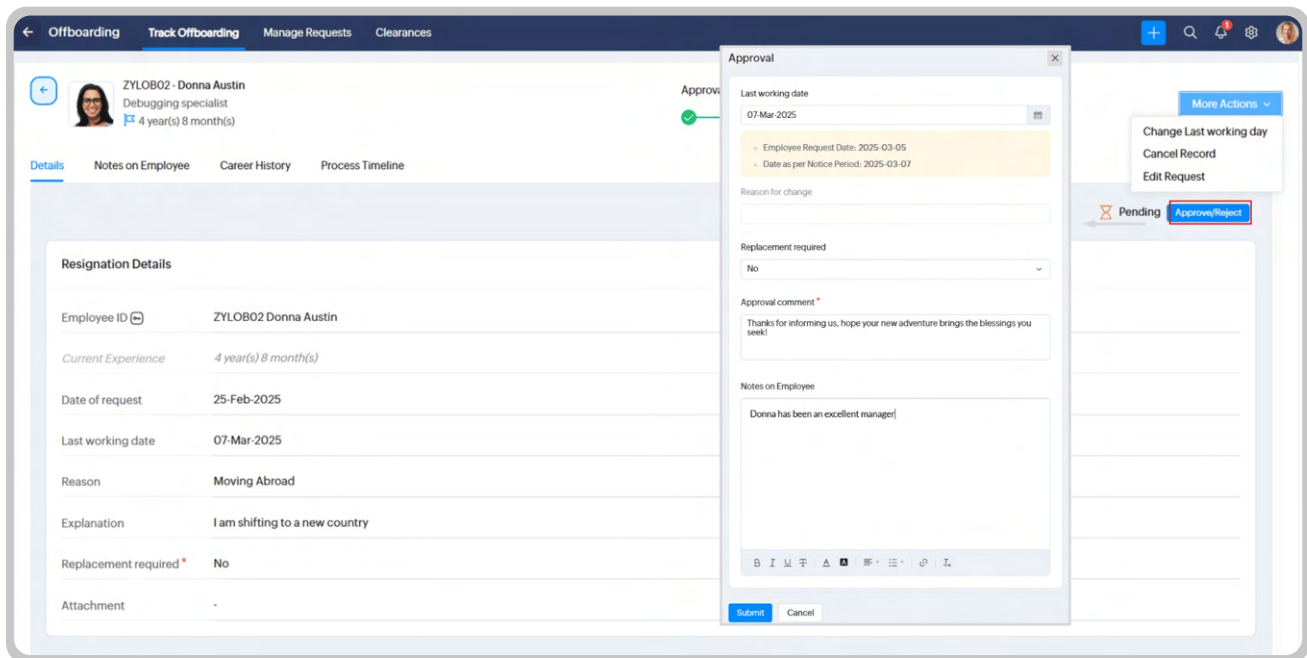 Offboarding Track Offboarding Manage Requests Clearances
1
ZYLOB02 - Donna Austin
Debugging specialist
4 year(s) 8 month(s)
More Actions
Change Last working day
Cancel Record
Edit Request
Details Notes on Employee Career History Process Timeline
Pending Approve/Reject
Resignation Details
Employee ID ZYLOB02 Donna Austin
Current Experience 4 year(s) 8 month(s)
Date of request 25-Feb-2025
Last working date 07-Mar-2025
Reason Moving Abroad
Explanation I am shifting to a new country
Replacement required * No
Attachment -
Approval
Last working date
07-Mar-2025
Employee Request Date: 2025-03-05
Date as per Notice Period: 2025-03-07
Reason for change
Replacement required
No
Approval comment *
Thanks for informing us, hope your new adventure brings the blessings you
seek!
Notes on Employee
Donna has been an excellent manager
B I U T A A
Submit Cancel